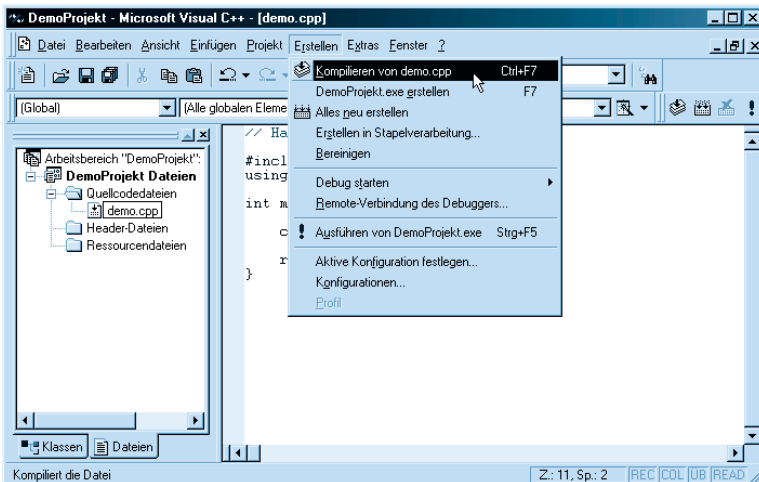 DemoProjekt - Microsoft Visual C++ - [demo.cpp]
Datei Bearbeiten Ansicht Einfügen Projekt Erstellen Extras Fenster ?
(Global)
(Alle globalen Eleme
Kompilieren von demo.cpp Ctrl+F7
DemoProjekt.exe erstellen F7
Alles neu erstellen
Erstellen in Stapelverarbeitung...
Bereinigen
Debug starten
Remote-Verbindung des Debuggers...
Ausführen von DemoProjekt.exe Strg+F5
Aktive Konfiguration festlegen...
Konfigurationen...
Profil
Arbeitsbereich "DemoProjekt":
DemoProjekt Dateien
Quellcodedateien
demo.cpp
Header-Dateien
Ressourcendateien
// Ha
#incl
using
int m
c
r
}
Klassen Dateien
Kompiliert die Datei
Z.: 11, Sp.: 2 REC COL ÜB READ